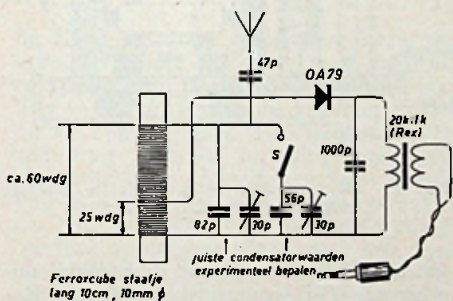 47p
OA79
20k:1k
(Rex)
ca. 60wdg
S
1000p
25wdg
82p
30p
56p
30p
juiste condensatorwaarden
experimenteel bepalen
Ferroxcube staafje
lang 10cm, 10mm ϕ